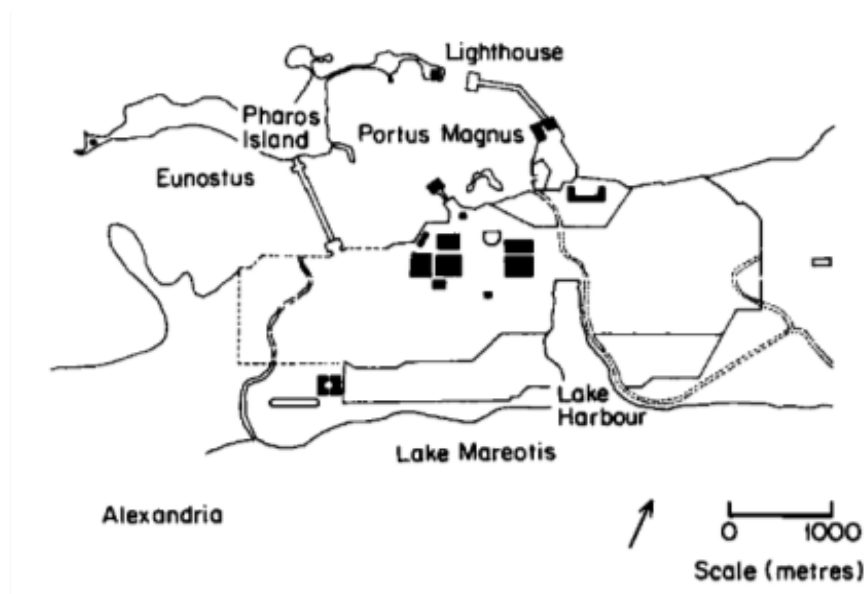 Lighthouse
Pharos
Island
Portus Magnus
Eunostus
Lake
Harbour
Lake Mareotis
Alexandria
0 1000
Scale (metres)